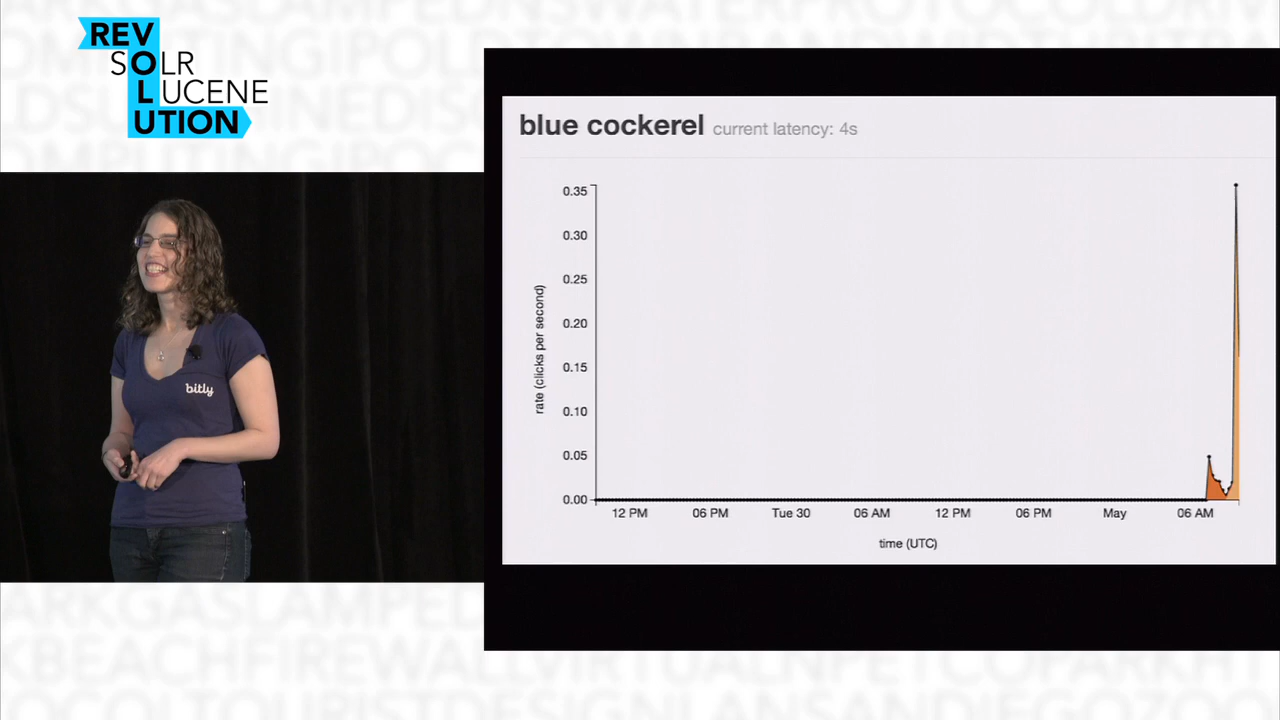 REV
SOLR
LUCENE
UTION
bitly
blue cockerel current latency: 4s
rate (clicks per second)
0.35
0.30
0.25
0.20
0.15
0.10
0.05
0.00
12 PM 06 PM Tue 30 06 AM 12 PM 06 PM May 06 AM
time (UTC)